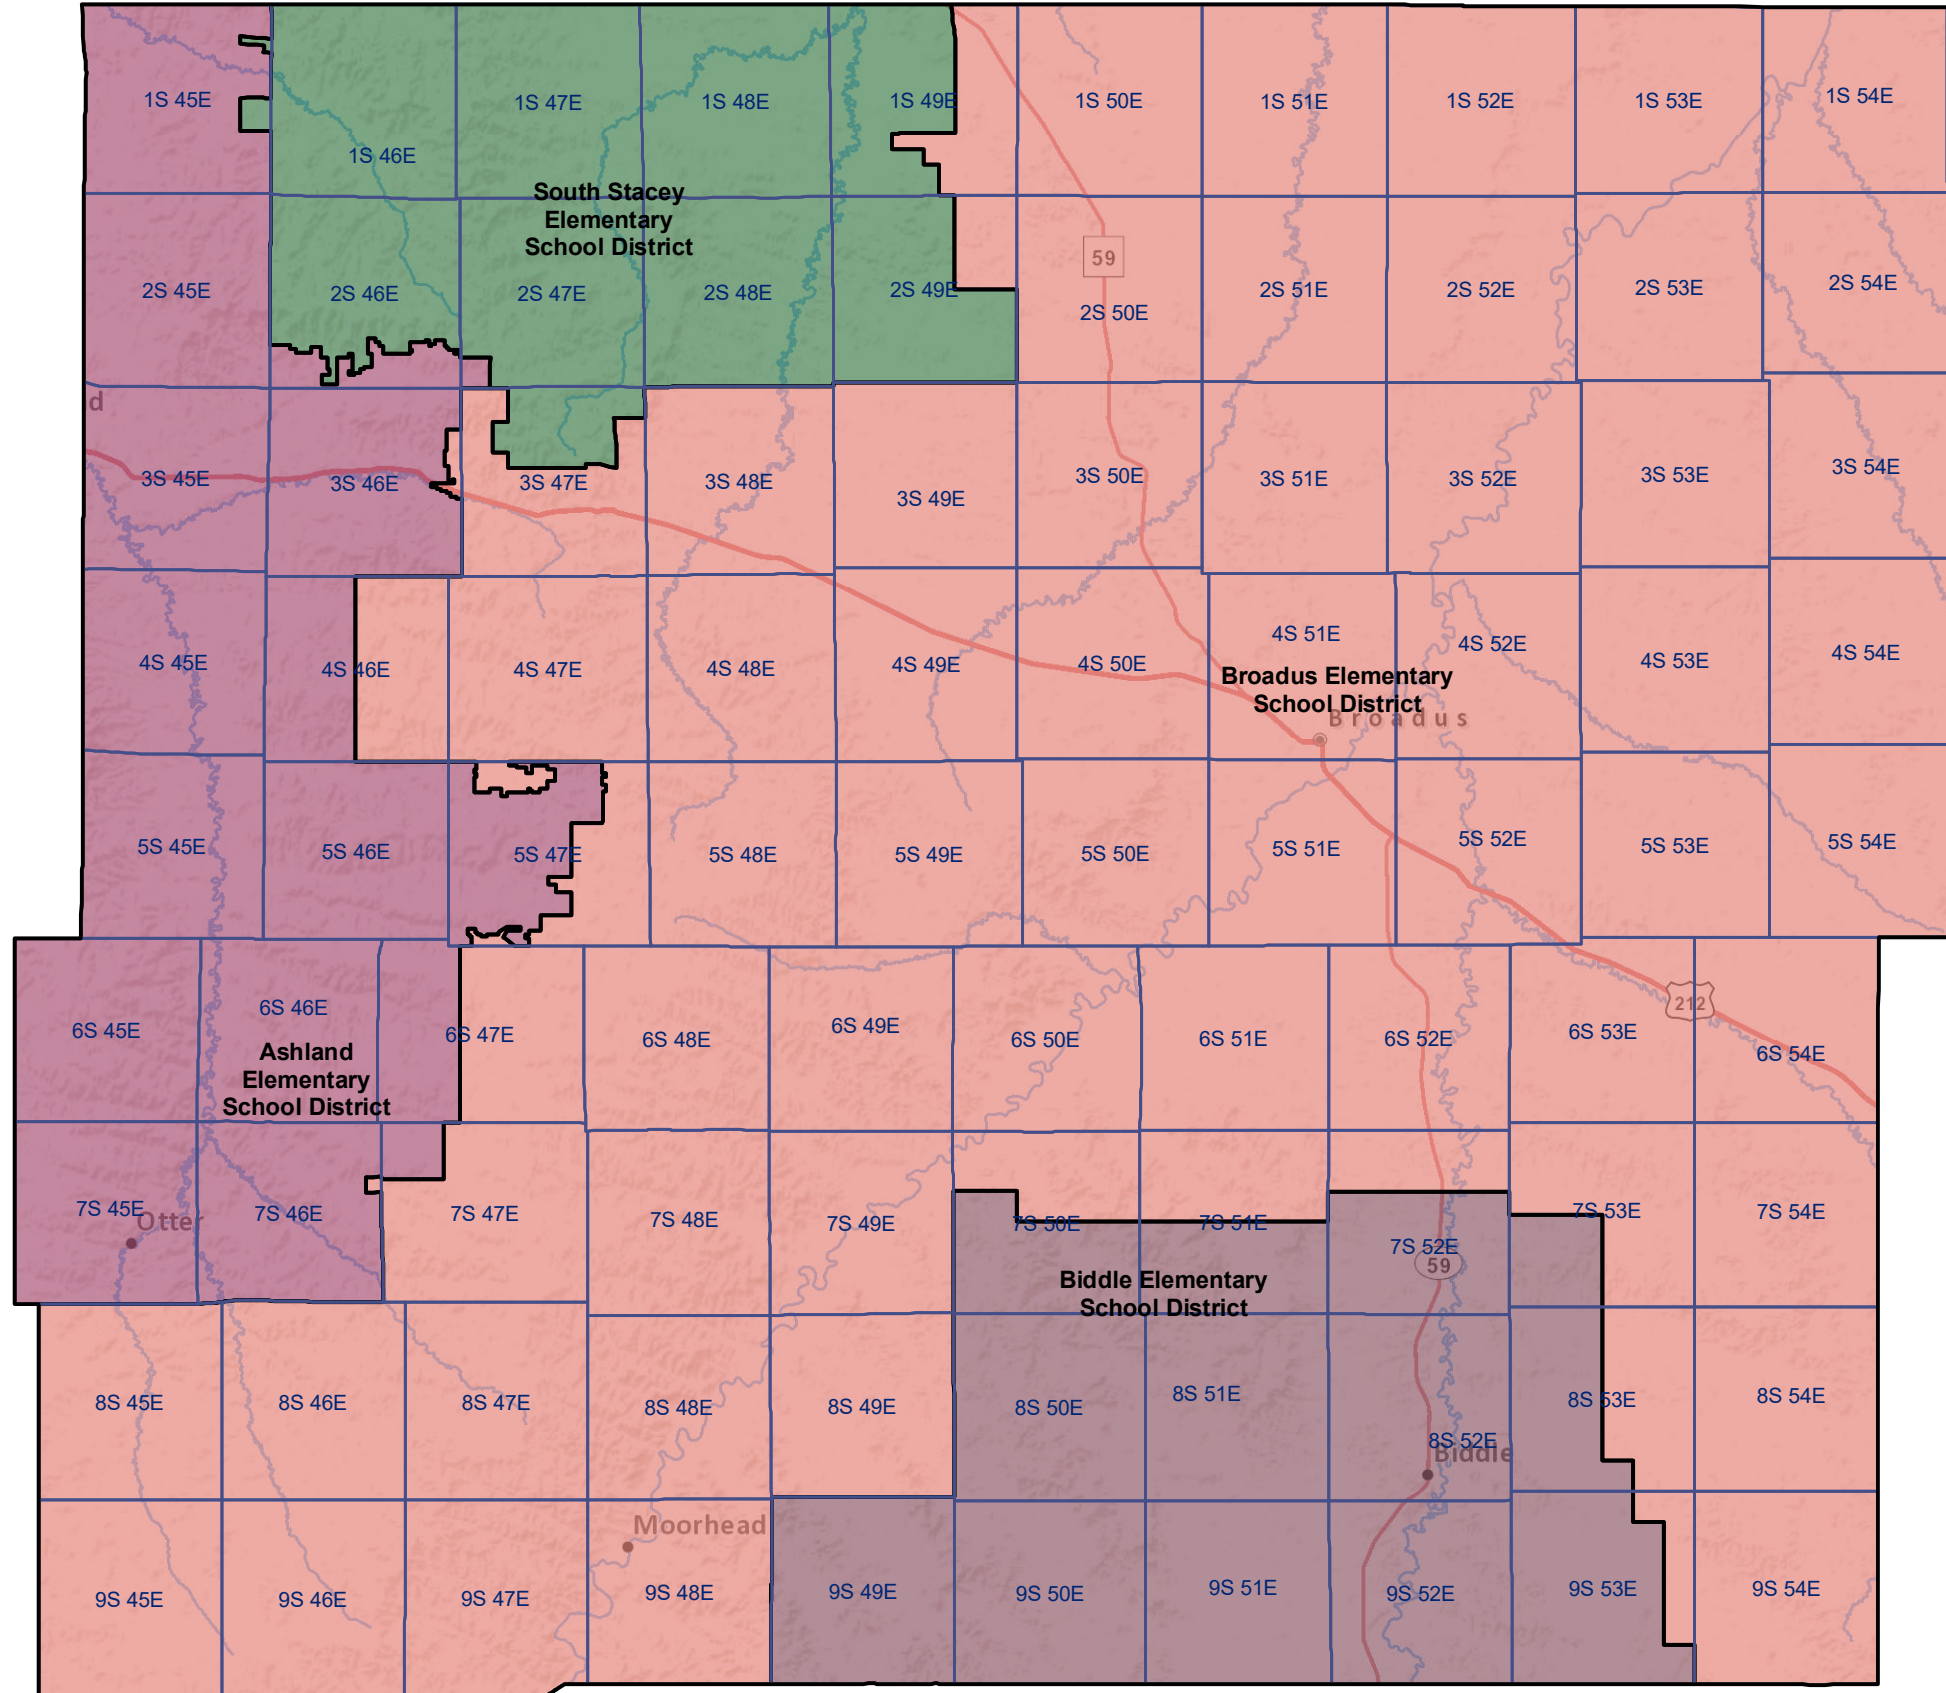 1S 45E
1S 46E
1S 47E
1S 48E
1S 49E
1S 50E
1S 51E
1S 52E
1S 53E
1S 54E
South Stacey
Elementary
School District
59
2S 45E
2S 46E
2S 47E
2S 48E
2S 49E
2S 50E
2S 51E
2S 52E
2S 53E
2S 54E
d
3S 45E
3S 46E
3S 47E
3S 48E
3S 49E
3S 50E
3S 51E
3S 52E
3S 53E
3S 54E
4S 45E
4S 46E
4S 47E
4S 48E
4S 49E
4S 50E
4S 51E
4S 52E
4S 53E
4S 54E
Broadus Elementary
School District
Broadus
5S 45E
5S 46E
5S 47E
5S 48E
5S 49E
5S 50E
5S 51E
5S 52E
5S 53E
5S 54E
212
6S 45E
6S 46E
6S 47E
6S 48E
6S 49E
6S 50E
6S 51E
6S 52E
6S 53E
6S 54E
Ashland
Elementary
School District
7S 45E
Otter
7S 46E
7S 47E
7S 48E
7S 49E
7S 50E
7S 51E
7S 52E
59
7S 53E
7S 54E
Biddle Elementary
School District
8S 45E
8S 46E
8S 47E
8S 48E
8S 49E
8S 50E
8S 51E
8S 52E
Biddle
8S 53E
8S 54E
Moorhead
9S 45E
9S 46E
9S 47E
9S 48E
9S 49E
9S 50E
9S 51E
9S 52E
9S 53E
9S 54E